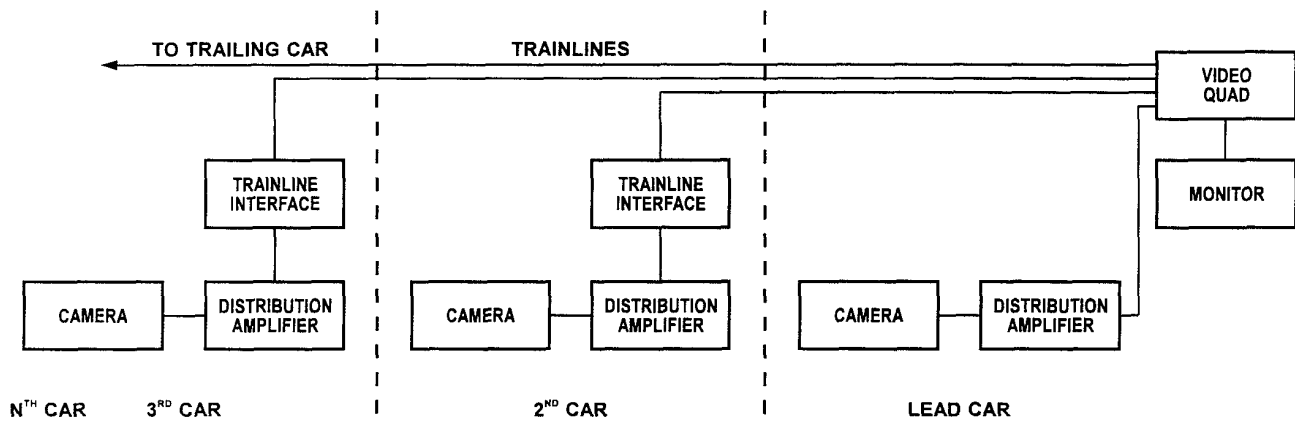 TO TRAILING CAR
TRAINLINES
VIDEO
QUAD
MONITOR
TRAINLINE
INTERFACE
TRAINLINE
INTERFACE
CAMERA
DISTRIBUTION
AMPLIFIER
CAMERA
DISTRIBUTION
AMPLIFIER
CAMERA
DISTRIBUTION
AMPLIFIER
NTH CAR
3RD CAR
2ND CAR
LEAD CAR